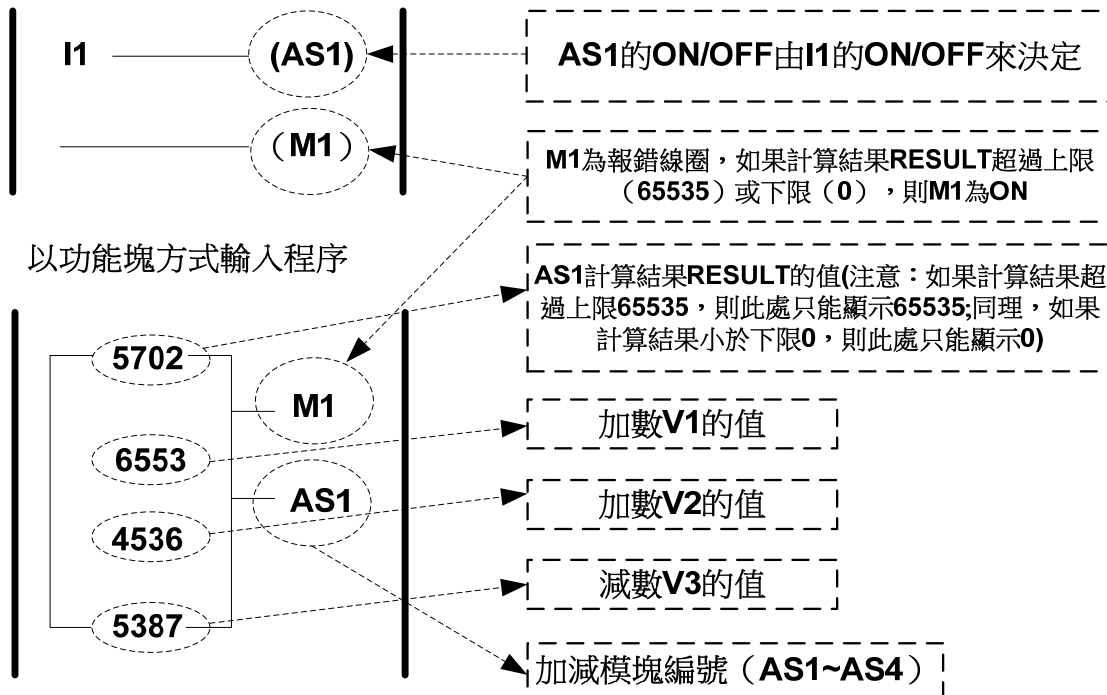 I1 (AS1)
AS1的ON/OFF由I1的ON/OFF來決定
（M1）
M1為報錯線圈，如果計算結果RESULT超過上限
（65535）或下限（0），則M1為ON
以功能塊方式輸入程序
AS1計算結果RESULT的值(注意：如果計算結果超
過上限65535，則此處只能顯示65535;同理，如果
計算結果小於下限0，則此處只能顯示0)
5702
M1
加數V1的值
6553
AS1
加數V2的值
4536
減數V3的值
5387
加減模塊編號（AS1~AS4）